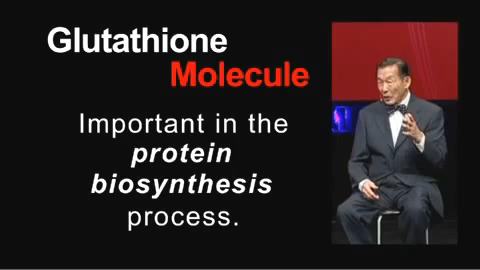 Glutathione
Molecule
Important in the
protein
biosynthesis
process.